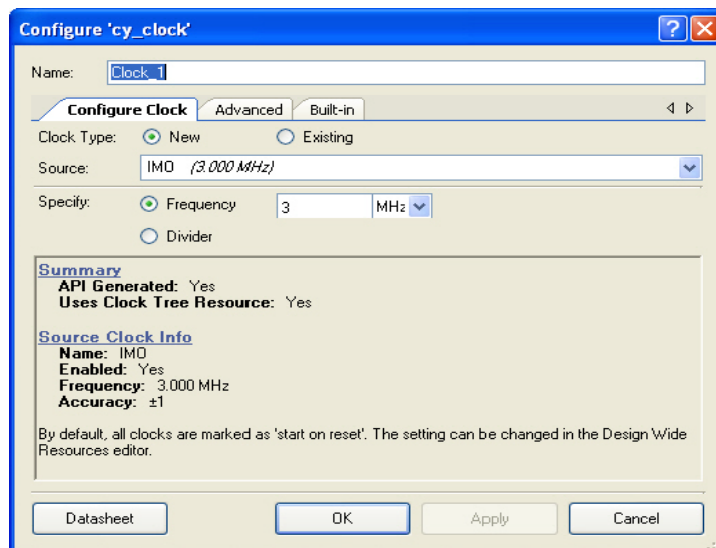 Configure 'cy_clock'
Name: Clock_1
Configure Clock Advanced Built-in
Clock Type: New Existing
Source: IMO (3.000 MHz)
Specify: Frequency 3 MHz
Divider
Summary
API Generated: Yes
Uses Clock Tree Resource: Yes
Source Clock Info
Name: IMO
Enabled: Yes
Frequency: 3.000 MHz
Accuracy: ±1
By default, all clocks are marked as 'start on reset'. The setting can be changed in the Design Wide
Resources editor.
Datasheet OK Apply Cancel